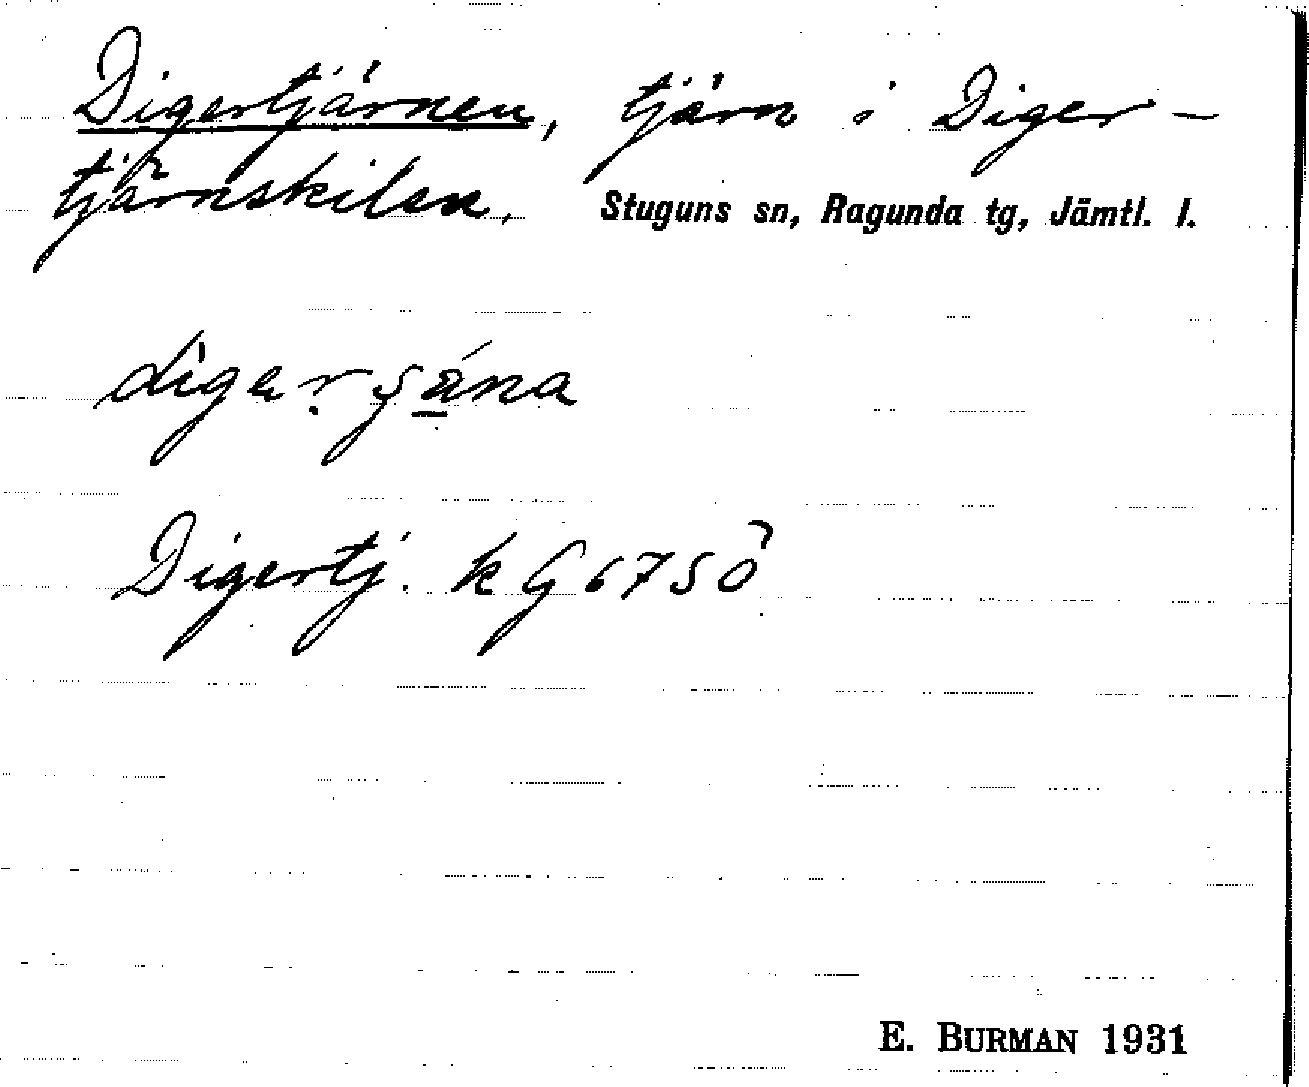 Digertjärnen, tjärn i Diger-
tjärnskilen. Stuguns sn, Ragunda tg, Jämtl. l.
Digertj. k G 67 SÖ
E. BURMAN 1931